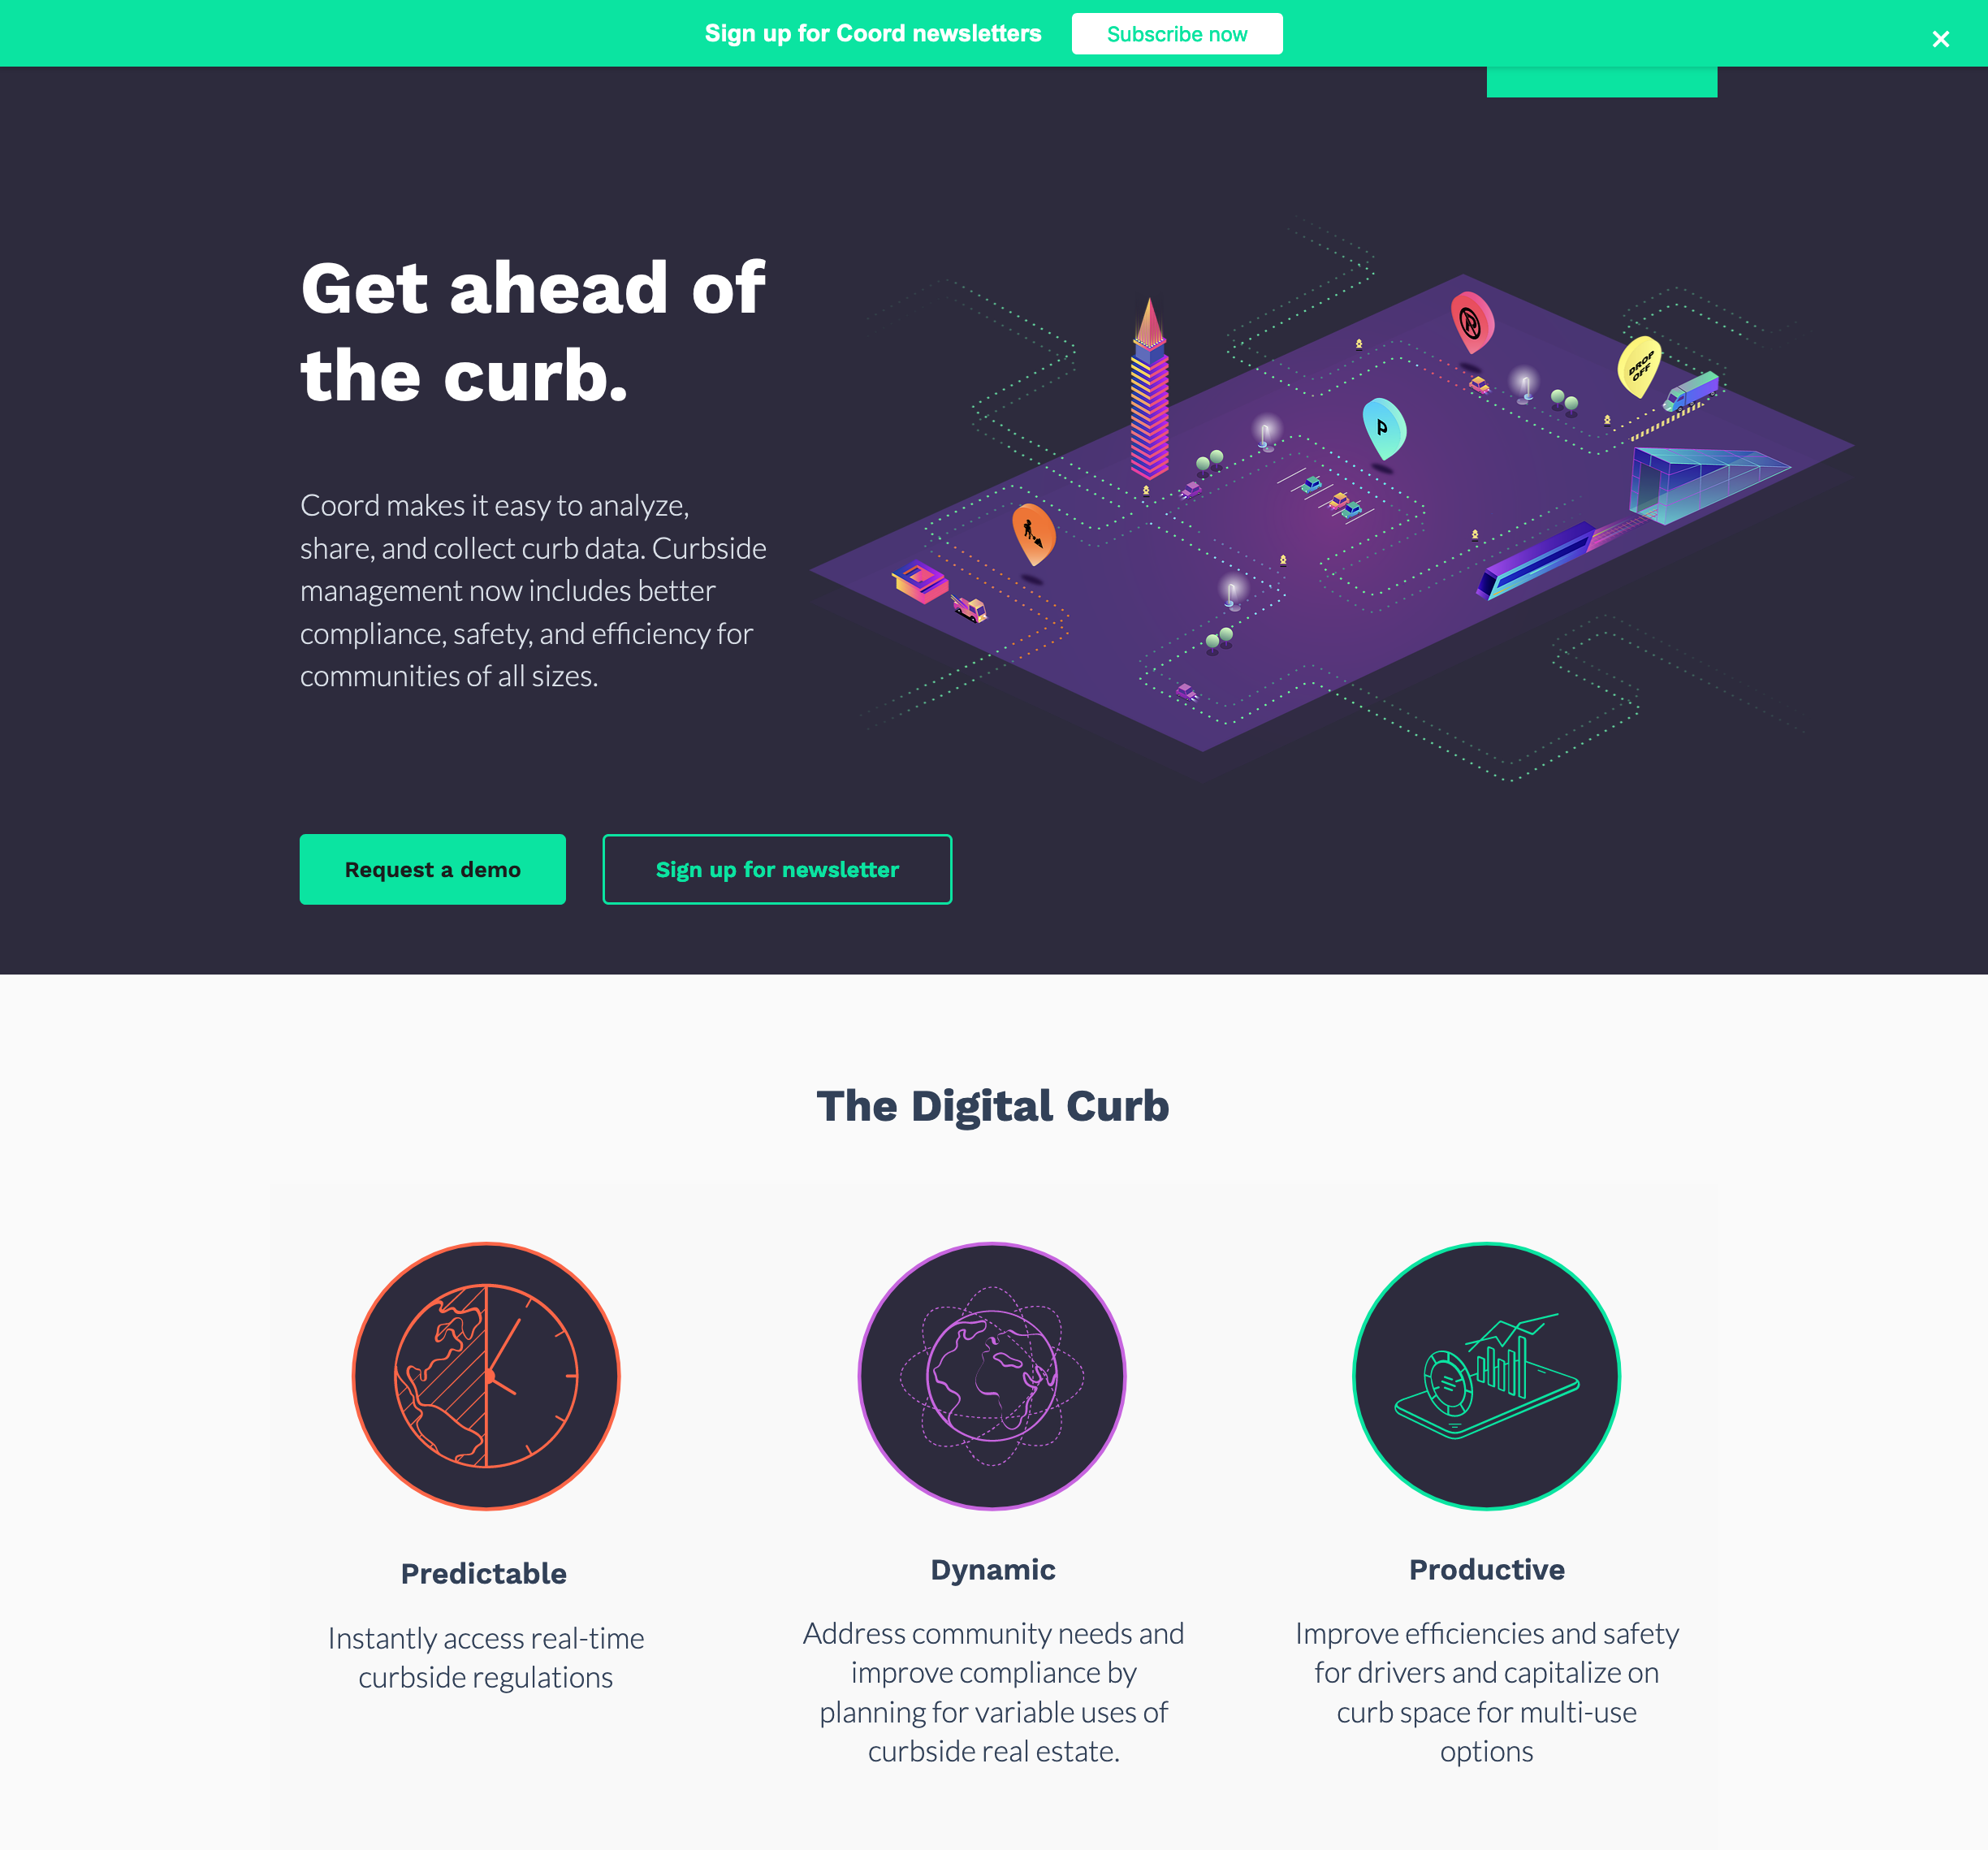 Sign up for Coord newsletters
Subscribe now
×
Get ahead of
the curb.
Coord makes it easy to analyze,
share, and collect curb data. Curbside
management now includes better
compliance, safety, and efficiency for
communities of all sizes.
P
DROP
OFF
Request a demo
Sign up for newsletter
The Digital Curb
Predictable
Instantly access real-time
curbside regulations
Dynamic
Address community needs and
improve compliance by
planning for variable uses of
curbside real estate.
Productive
Improve efficiencies and safety
for drivers and capitalize on
curb space for multi-use
options